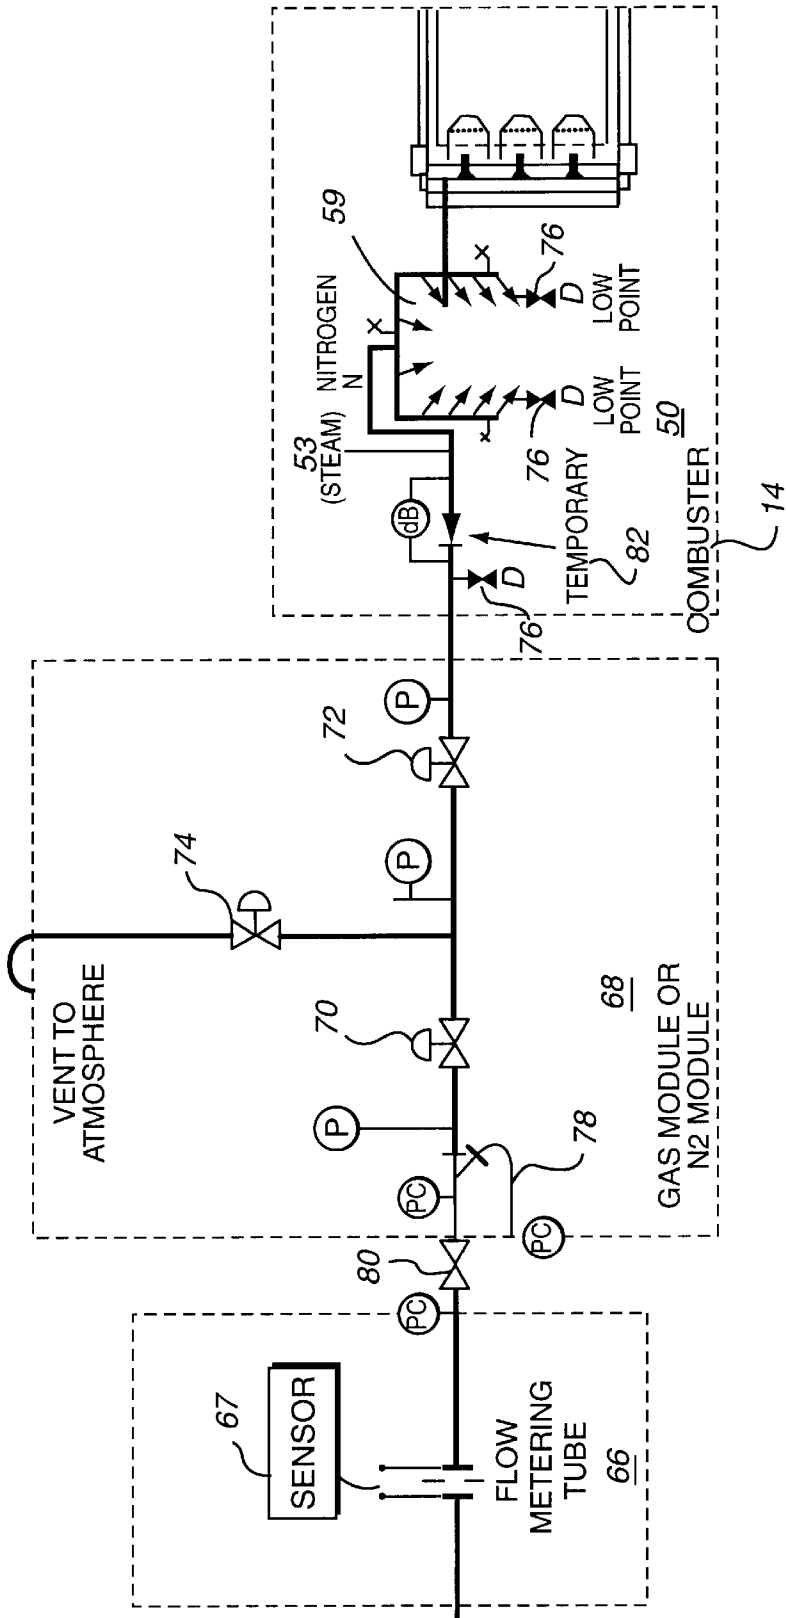 67
SENSOR
FLOW
METERING
TUBE
66
PC
80
PC
PC
78
P
VENT TO
ATMOSPHERE
70
74
P
72
P
68
GAS MODULE OR
N2 MODULE
76
D
dB
TEMPORARY
82
53
(STEAM)
NITROGEN
N
59
X
X
X
76
D
LOW
POINT
76
D
LOW
POINT
50
COMBUSTER
14